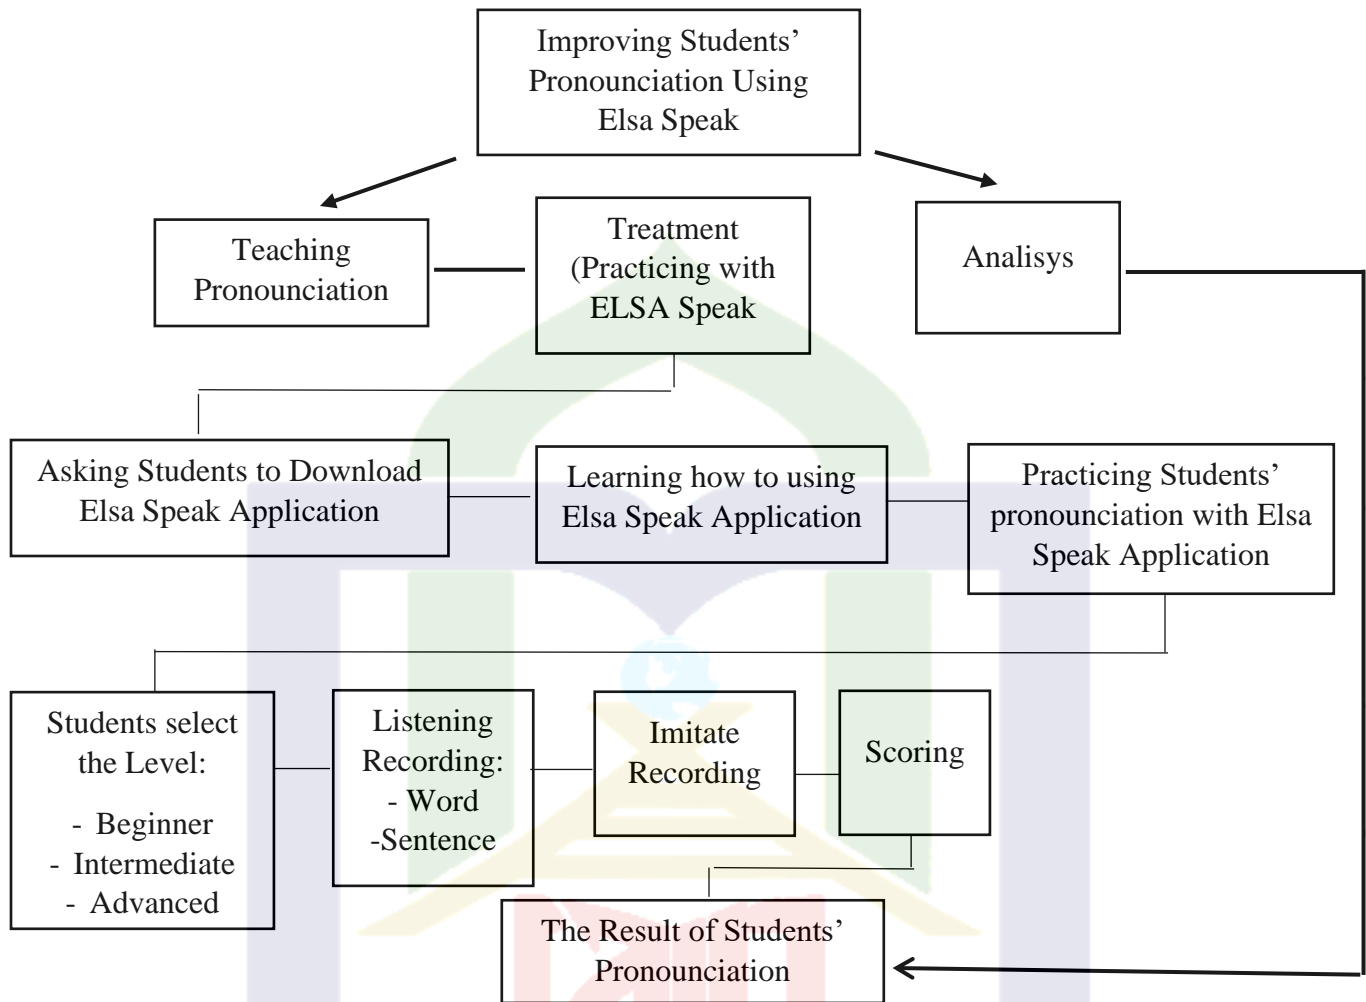 Improving Students’
Pronounciation Using
Elsa Speak
Teaching
Pronounciation
Treatment
(Practicing with
ELSA Speak
Analisys
Asking Students to Download
Elsa Speak Application
Learning how to using
Elsa Speak Application
Practicing Students’
pronounciation with Elsa
Speak Application
Students select
the Level:
- Beginner
- Intermediate
- Advanced
Listening
Recording:
- Word
-Sentence
Imitate
Recording
Scoring
The Result of Students’
Pronounciation